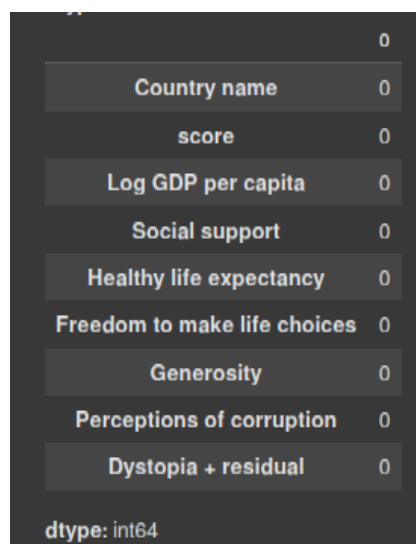 0
Country name 0
score 0
Log GDP per capita 0
Social support 0
Healthy life expectancy 0
Freedom to make life choices 0
Generosity 0
Perceptions of corruption 0
Dystopia + residual 0
dtype: int64